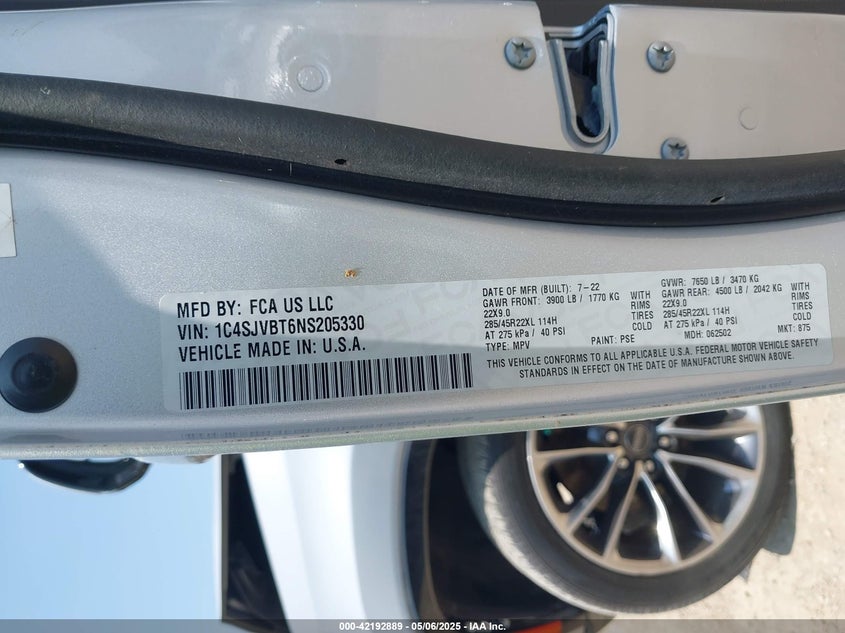 MFD BY: FCA US LLC
VIN: 1C4SJVBT6NS205330
VEHICLE MADE IN: U.S.A.
DATE OF MFR (BUILT): 7-22 GVWR: 7650 LB / 3470 KG
GAWR FRONT: 3900 LB / 1770 KG WITH GAWR REAR: 4500 LB / 2042 KG WITH
22X9.0 RIMS 22X9.0 RIMS
285/45R22XL 114H TIRES 285/45R22XL 114H TIRES
AT 275 kPa / 40 PSI COLD AT 275 kPa / 40 PSI COLD
TYPE: MPV PAINT: PSE MDH: 062502 MKT: 875
THIS VEHICLE CONFORMS TO ALL APPLICABLE U.S.A. FEDERAL MOTOR VEHICLE SAFETY
STANDARDS IN EFFECT ON THE DATE OF MANUFACTURE SHOWN ABOVE.
000-42192889 - 05/06/2025 - IAA Inc.